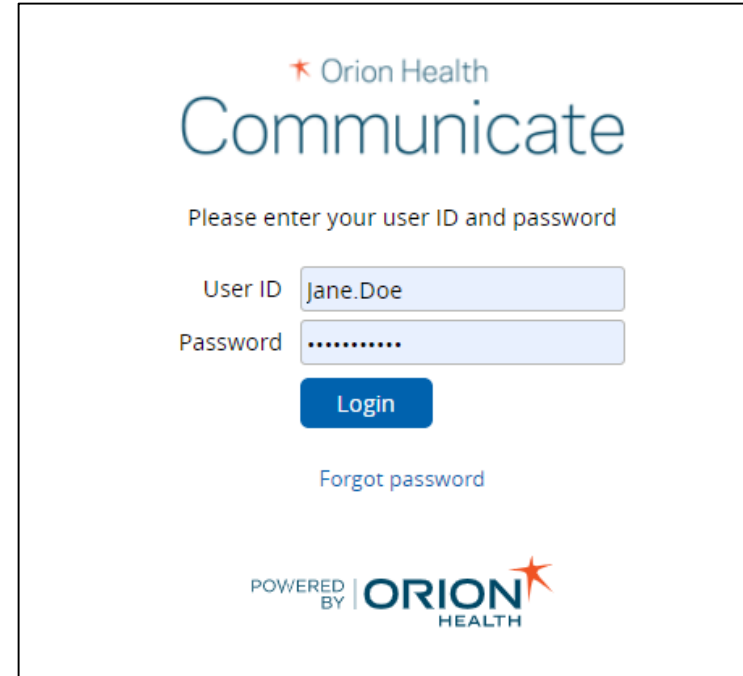 Orion Health
Communicate
Please enter your user ID and password
User ID Jane.Doe
Password •••••••••••
Login
Forgot password
POWERED BY ORION
HEALTH